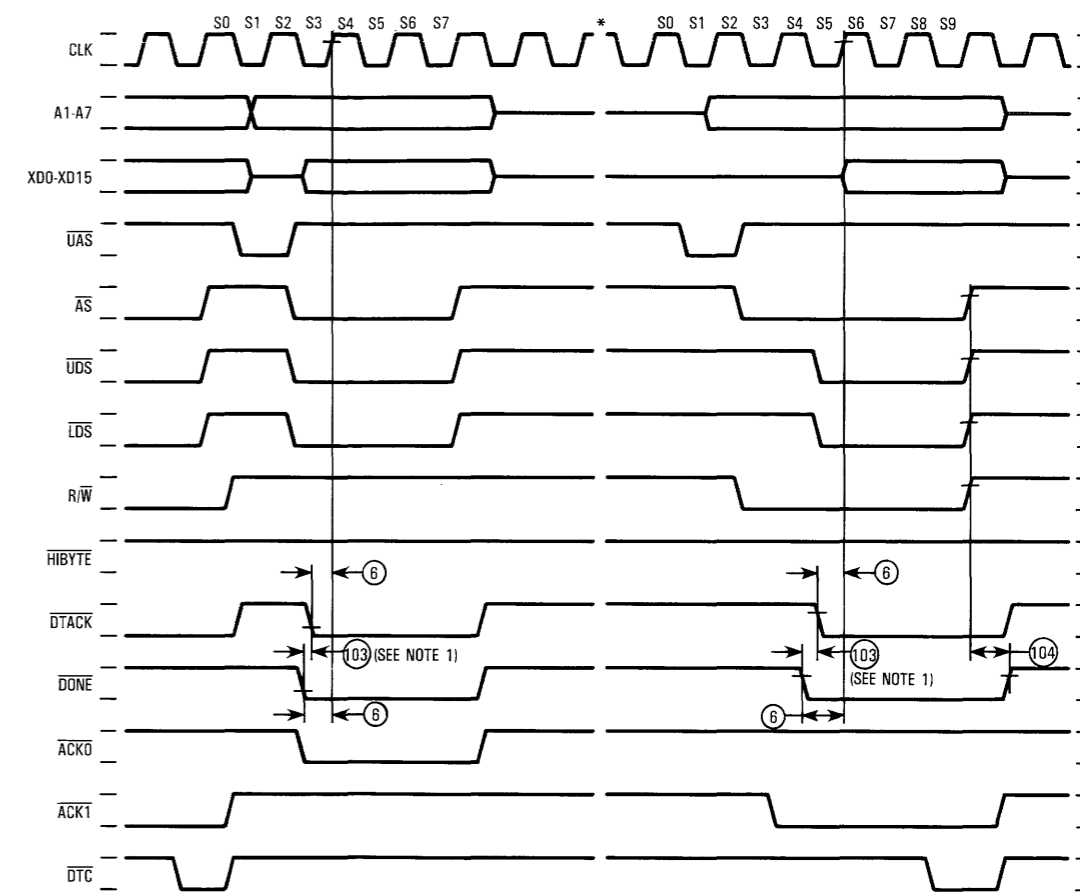 S0 S1 S2 S3 S4 S5 S6 S7 * S0 S1 S2 S3 S4 S5 S6 S7 S8 S9
CLK
A1-A7
XD0-XD15
UAS
AS
UDS
LDS
R/W
HIBYTE
6 6
DTACK
103 (SEE NOTE 1) 103 104
DONE
(SEE NOTE 1)
6 6
ACK0
ACK1
DTC